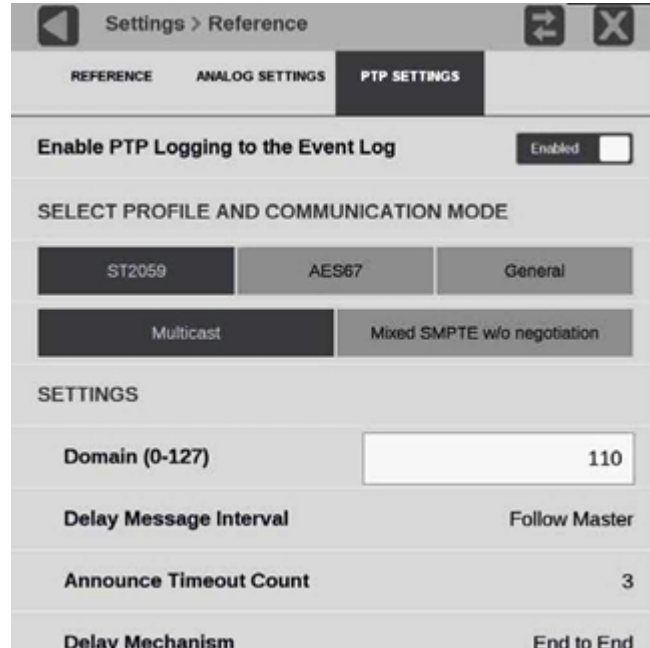 Settings > Reference
REFERENCE ANALOG SETTINGS PTP SETTINGS
Enable PTP Logging to the Event Log Enabled
SELECT PROFILE AND COMMUNICATION MODE
ST2059 AES67 General
Multicast Mixed SMPTE w/o negotiation
SETTINGS
Domain (0-127) 110
Delay Message Interval Follow Master
Announce Timeout Count 3
Delay Mechanism End to End